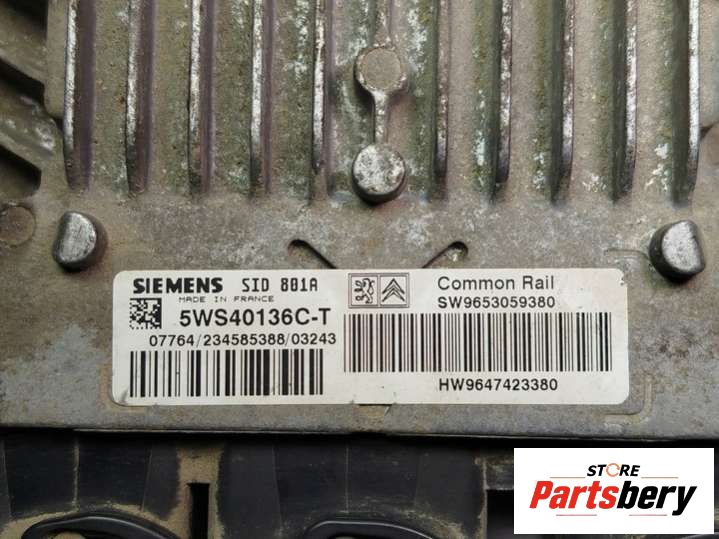 SIEMENS SID 801A
MADE IN FRANCE
5WS40136C-T
07764/234585388/03243
Common Rail
SW9653059380
HW9647423380
STORE
Partsbery